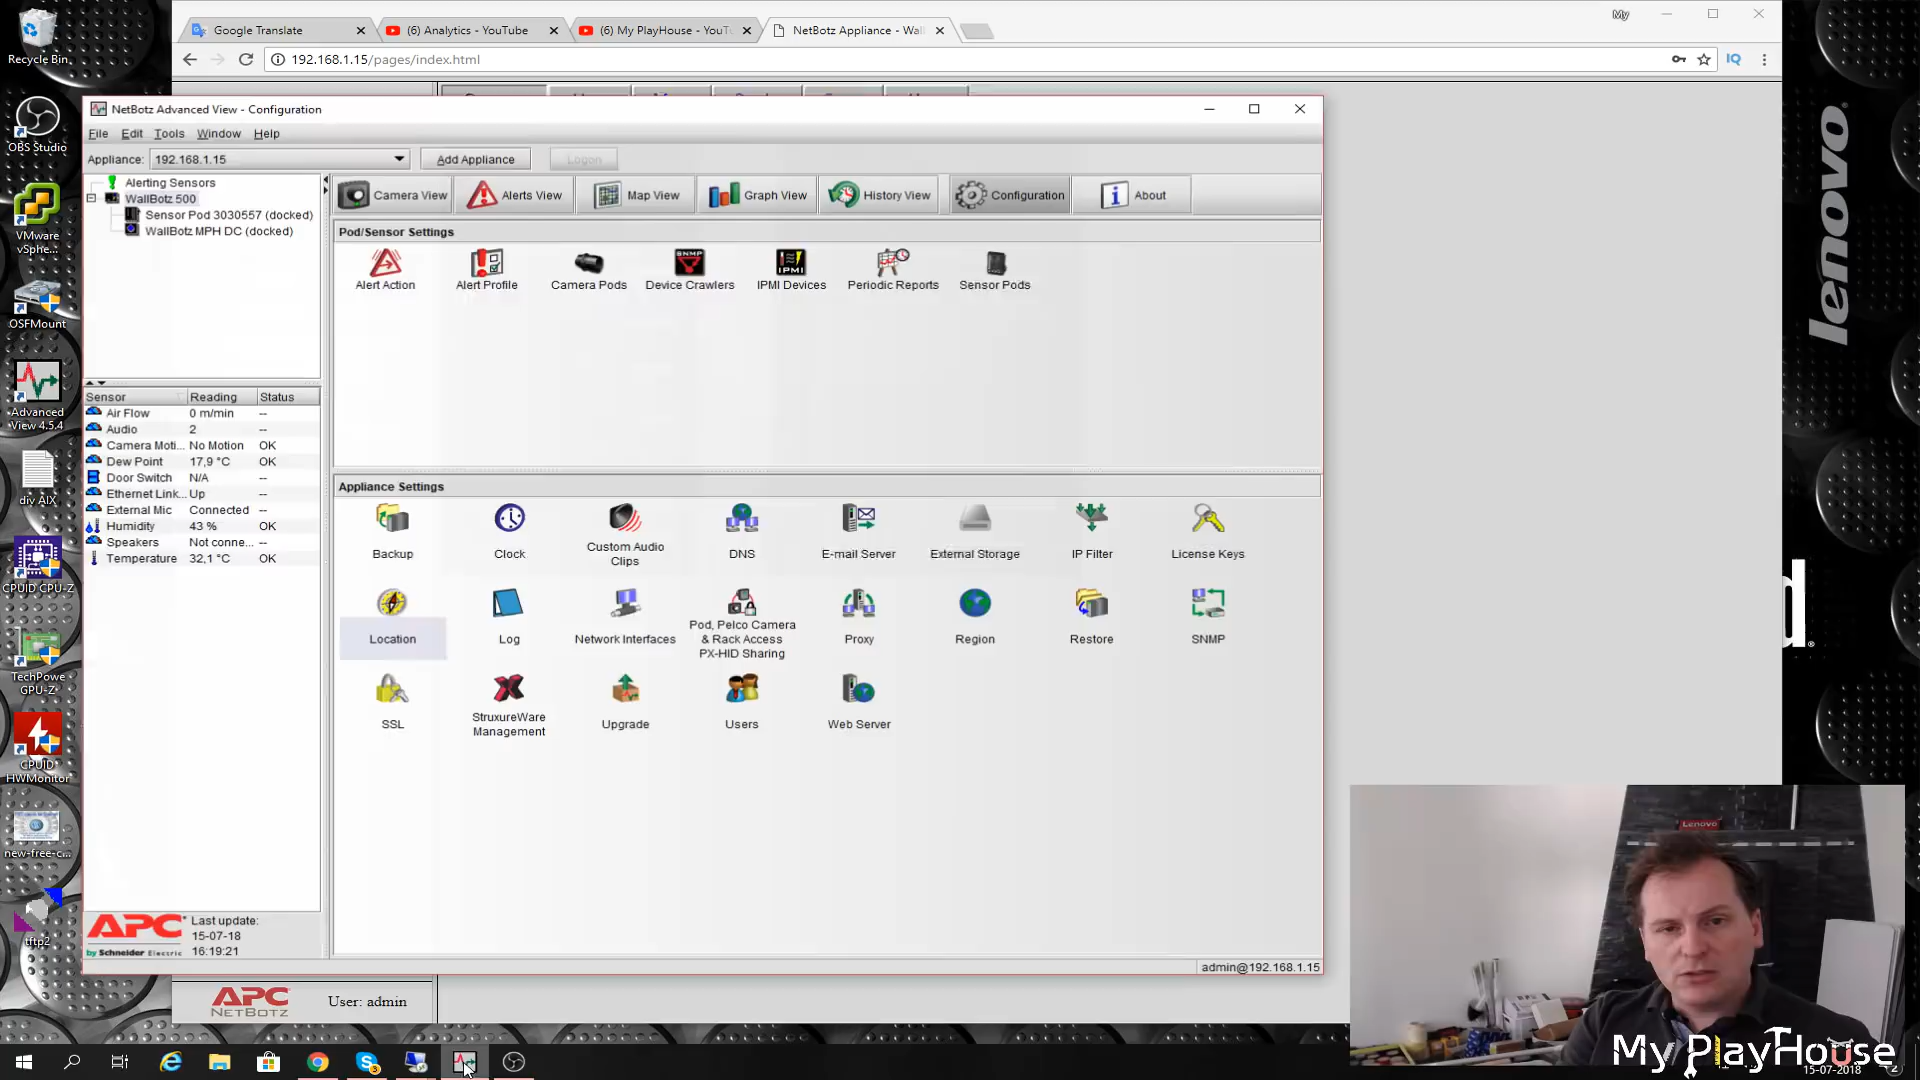 Recycle Bin
OBS Studio
VMware
vSphe...
OSFMount
Advanced
View 4.5.4
div AIX
CPUID CPU-Z
TechPowe
GPU-Z
CPUID
HWMonitor
new-free-c...
tftp2
Google Translate
(6) Analytics - YouTube
(6) My PlayHouse - YouT
NetBotz Appliance - Wal
My
192.168.1.15/pages/index.html
IQ
NetBotz Advanced View - Configuration
File Edit Tools Window Help
Appliance: 192.168.1.15 Add Appliance Logon
Alerting Sensors
WallBotz 500
Sensor Pod 3030557 (docked)
WallBotz MPH DC (docked)
Camera View Alerts View Map View Graph View History View Configuration About
Pod/Sensor Settings
SNMP IPMI
Alert Action Alert Profile Camera Pods Device Crawlers IPMI Devices Periodic Reports Sensor Pods
Sensor Reading Status
Air Flow 0 m/min --
Audio 2 --
Camera Moti... No Motion OK
Dew Point 17,9 °C OK
Door Switch N/A --
Ethernet Link... Up --
External Mic Connected --
Humidity 43 % OK
Speakers Not conne... --
Temperature 32,1 °C OK
Appliance Settings
Backup Clock Custom Audio Clips DNS E-mail Server External Storage IP Filter License Keys
Location Log Network Interfaces Pod, Pelco Camera & Rack Access PX-HID Sharing Proxy Region Restore SNMP
SSL StruxureWare Management Upgrade Users Web Server
APC
by Schneider Electric
Last update:
15-07-18
16:19:21
admin@192.168.1.15
APC
NETBOTZ
User: admin
lenovo
d.
Lenovo
My PlayHouse
15-07-2018